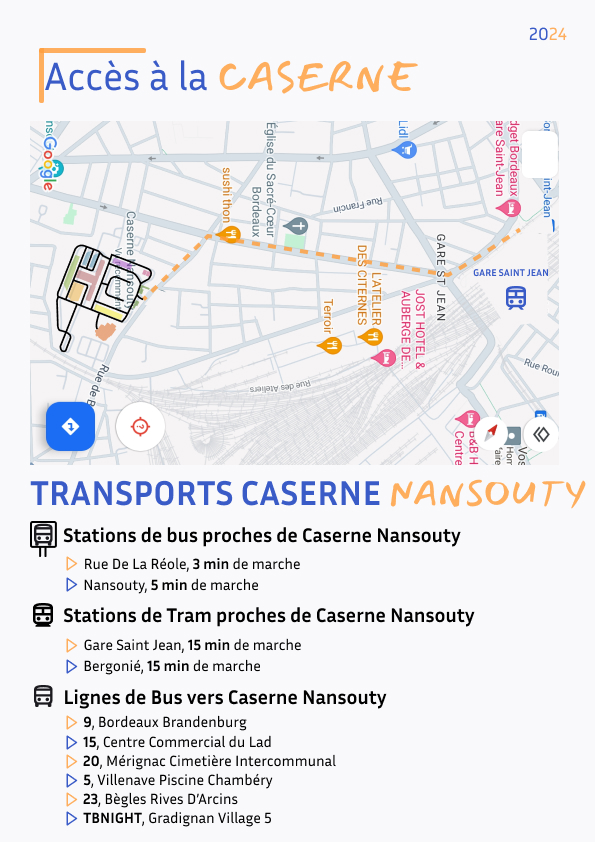 2024
Accès à la CASERNE
Google
Caserne Nansouty
sushi thon
Église du Sacré-Cœur
Bordeaux
Rue Francin
Lidl
GARE ST JEAN
dget Bordeaux
are Saint-Jean
int-Jean
GARE SAINT JEAN
L'ATELIER
DES CITERNES
Terroir
JOST HOTEL &
AUBERGE DE...
Rue des Ateliers
Rue de B
Rue Rou
B&B H
Centre
TRANSPORTS CASERNE NANSOUTY
Stations de bus proches de Caserne Nansouty
Rue De La Réole, 3 min de marche
Nansouty, 5 min de marche
Stations de Tram proches de Caserne Nansouty
Gare Saint Jean, 15 min de marche
Bergonié, 15 min de marche
Lignes de Bus vers Caserne Nansouty
9, Bordeaux Brandenburg
15, Centre Commercial du Lad
20, Mérignac Cimetière Intercommunal
5, Villenave Piscine Chambéry
23, Bègles Rives D'Arcins
TBNIGHT, Gradignan Village 5